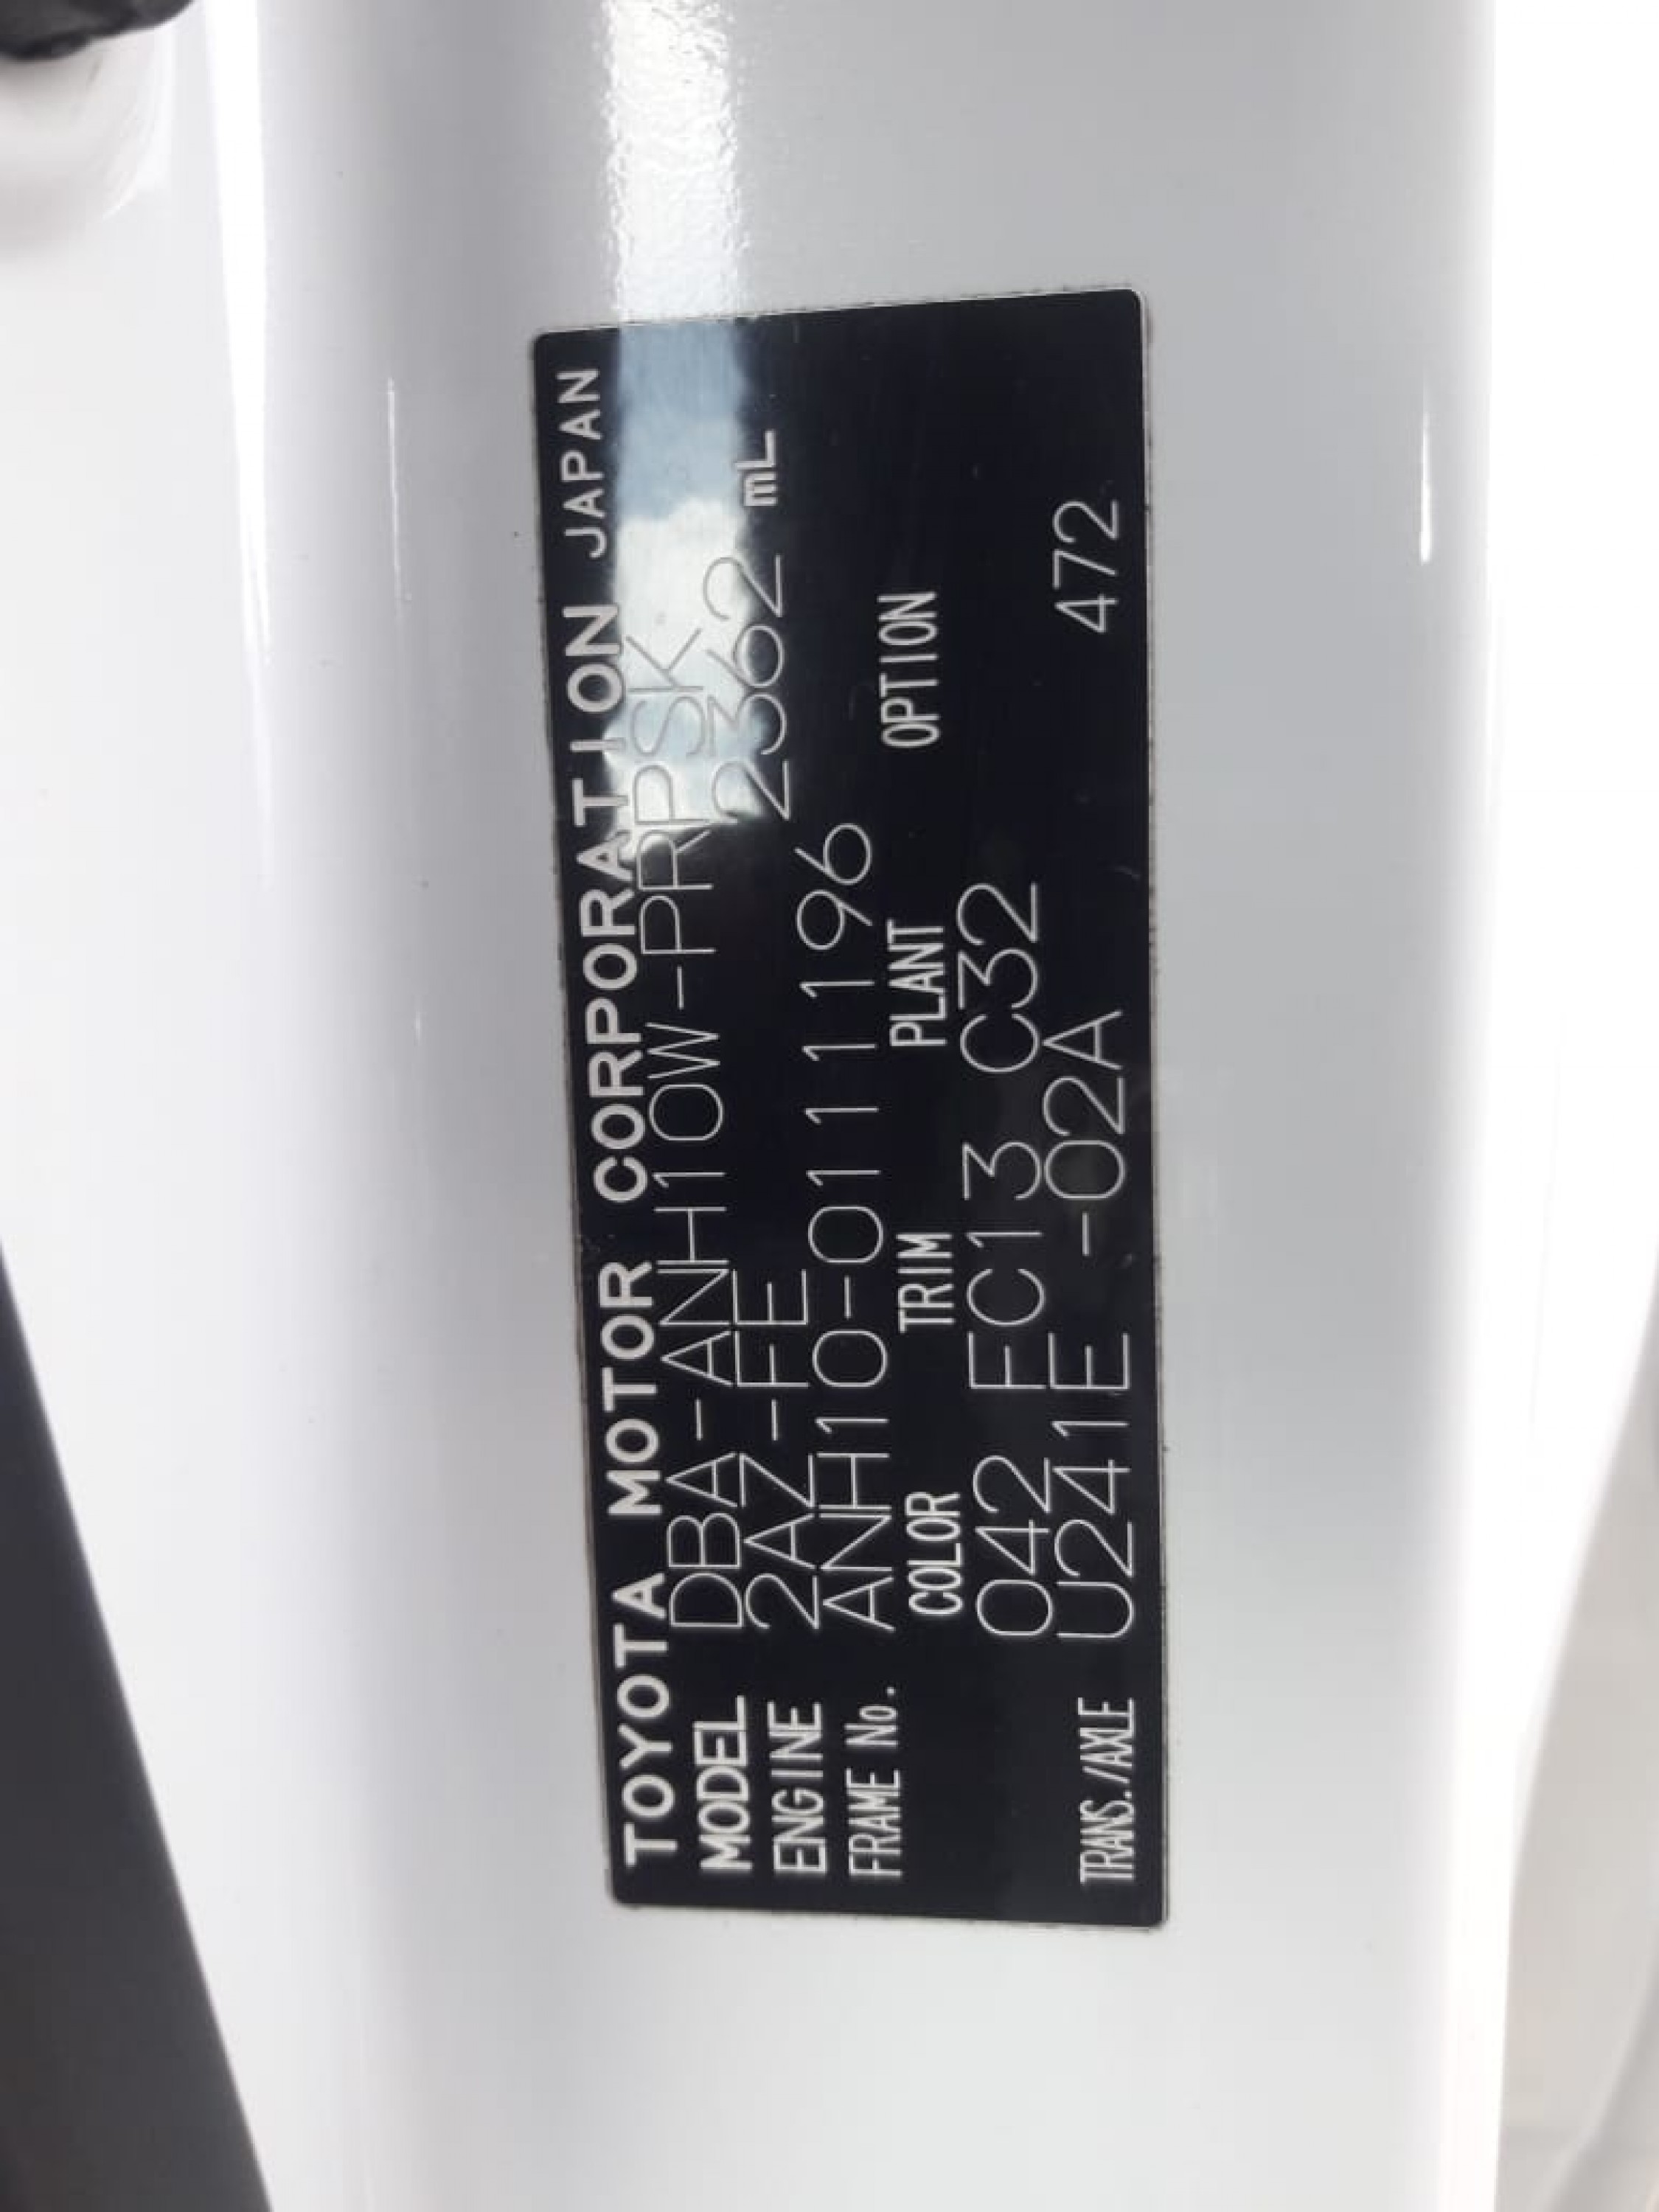 TOYOTA MOTOR CORPORATION JAPAN
MODEL DBA-ANH10W-PRPSK
ENGINE 2AZ-FE 2362 mL
FRAME No. ANH10-0111196
COLOR TRIM PLANT OPTION
042 FC13 C32
TRANS./AXLE U241E -02A 472